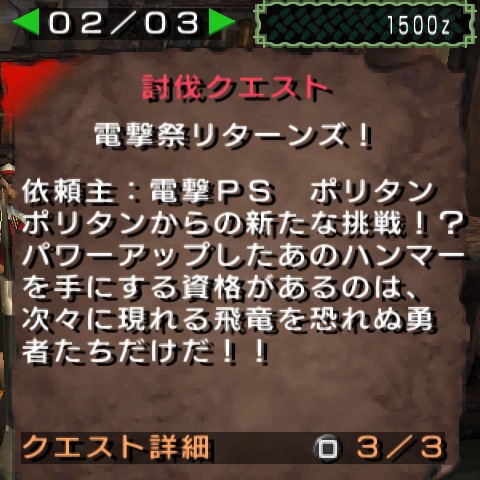 02/03
1500z
討伐クエスト
電撃祭リターンズ！
依頼主：電撃ＰＳ　ポリタン
ポリタンからの新たな挑戦！？
パワーアップしたあのハンマー
を手にする資格があるのは、
次々に現れる飛竜を恐れぬ勇
者たちだけだ！！
クエスト詳細　３／３